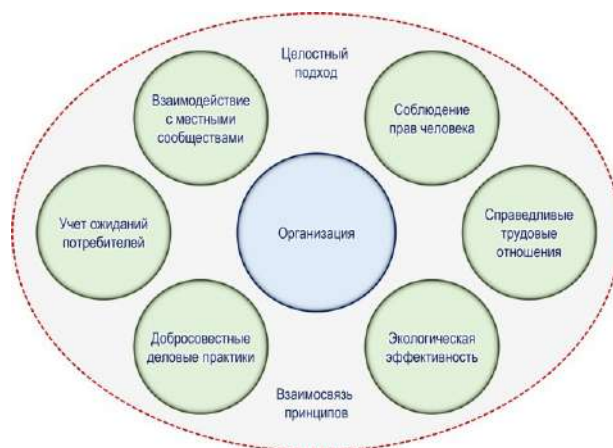 Целостный
подход
Взаимодействие
с местными
сообществами
Соблюдение
прав человека
Учет ожиданий
потребителей
Организация
Справедливые
трудовые
отношения
Добросовестные
деловые практики
Экологическая
эффективность
Взаимосвязь
принципов